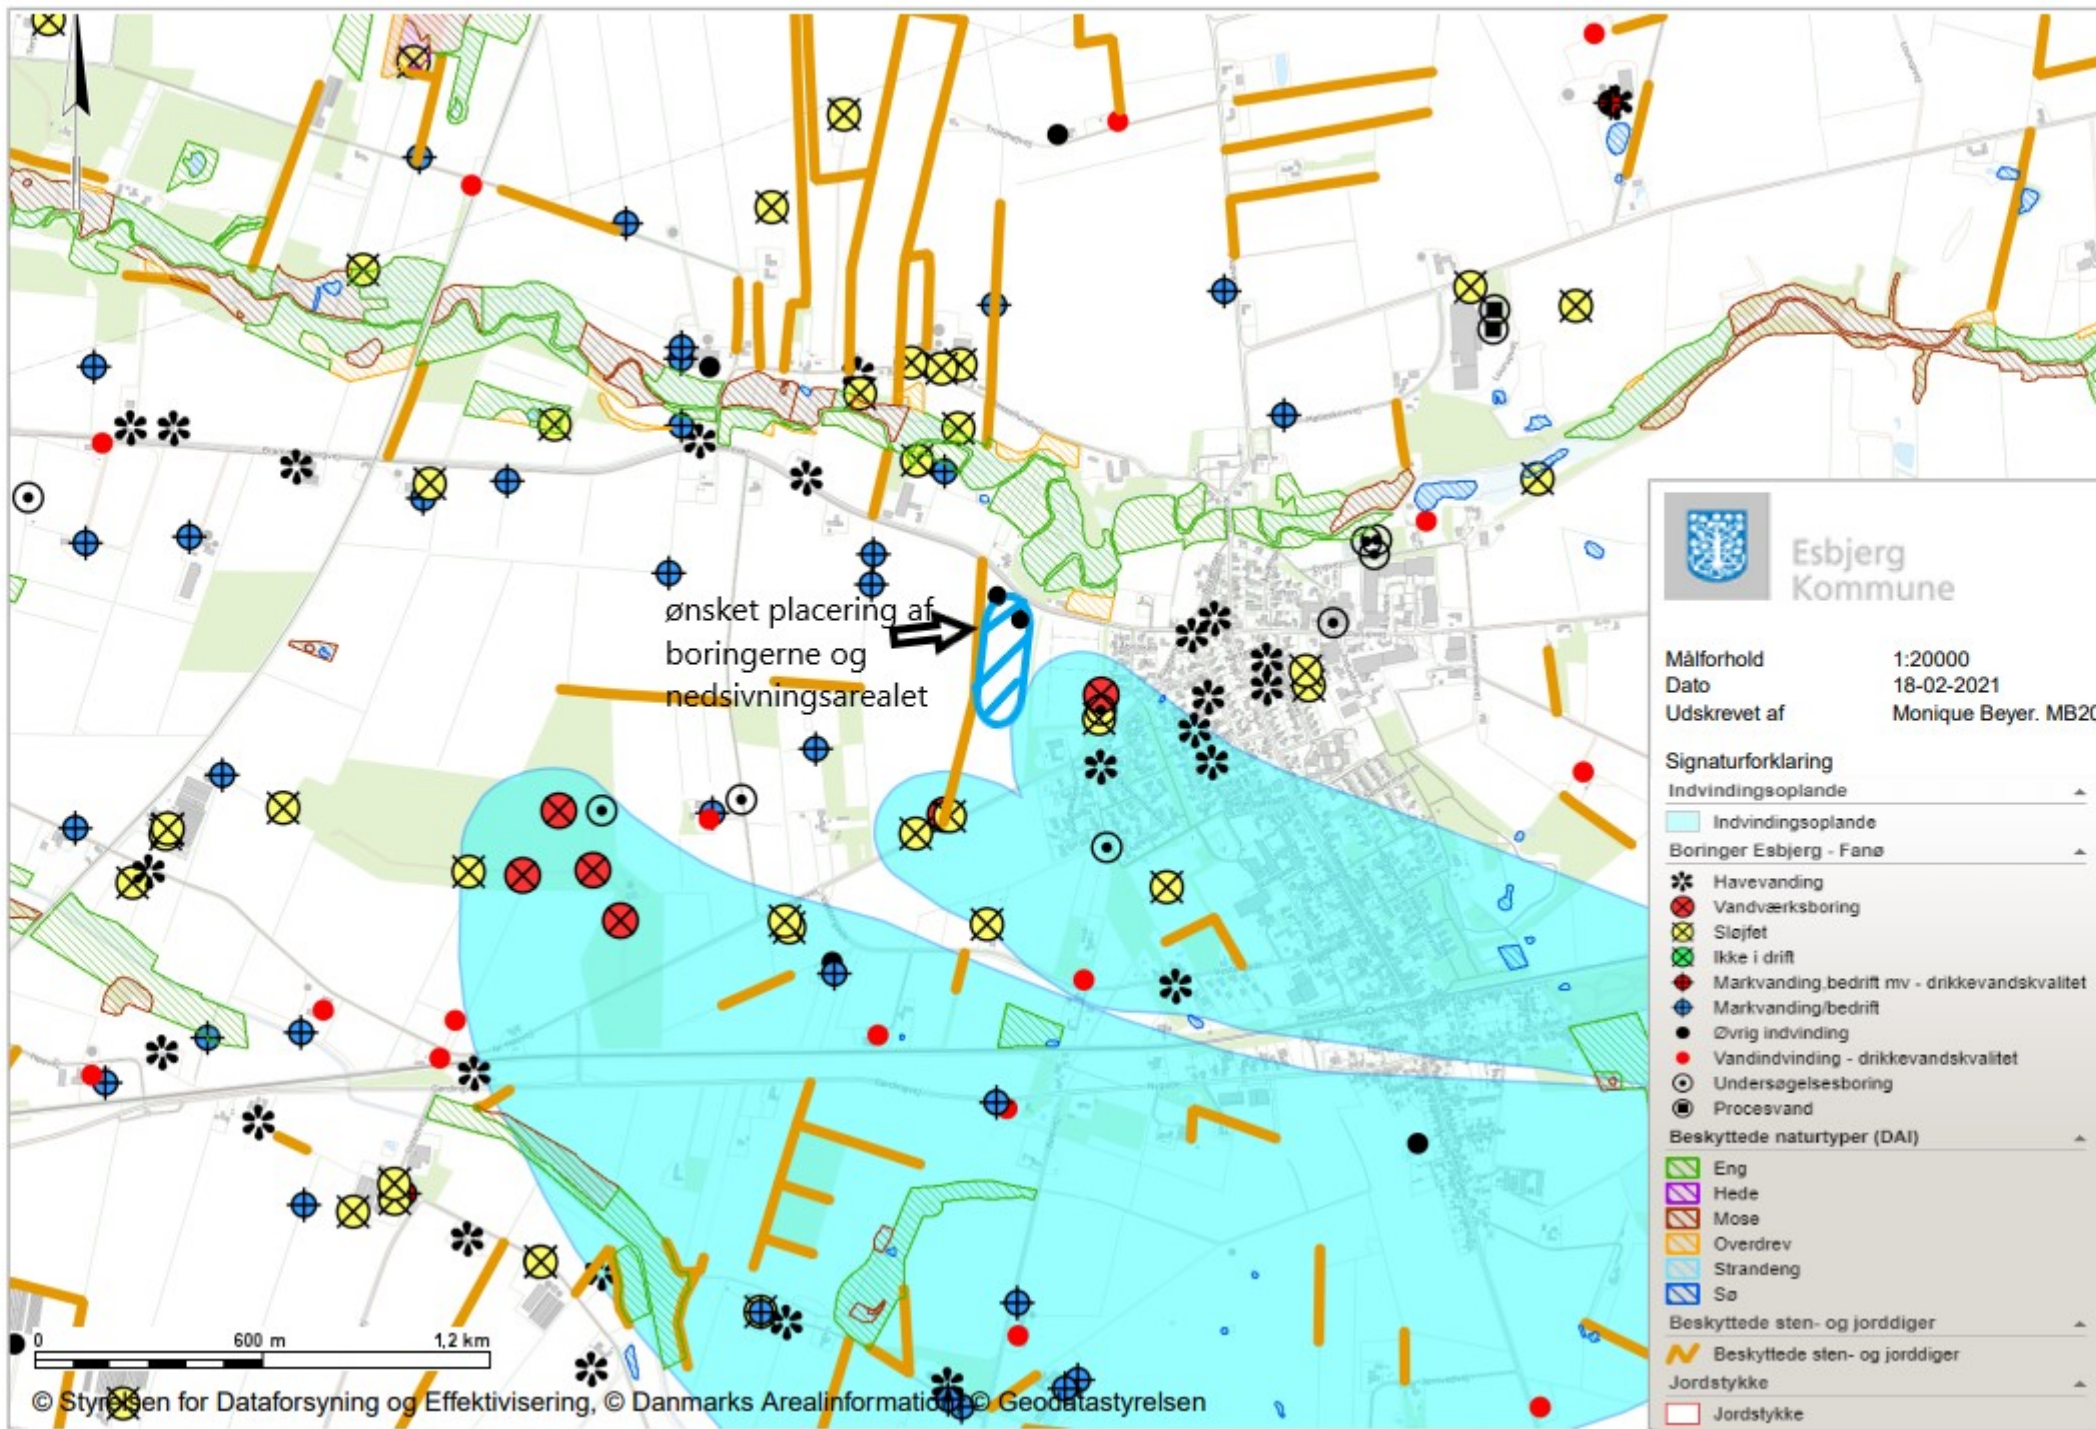 ønsket placering af
boringerne og
nedsivningsarealet
Esbjerg
Kommune
Målforhold 1:20000
Dato 18-02-2021
Udskrevet af Monique Beyer. MB20
Signaturforklaring
Indvindingsoplande
Indvindingsoplande
Boringer Esbjerg - Fanø
Havevanding
Vandværksboring
Sløjfet
Ikke i drift
Markvanding,bedrift mv - drikkevandskvalitet
Markvanding/bedrift
Øvrig indvinding
Vandindvinding - drikkevandskvalitet
Undersøgelsesboring
Procesvand
Beskyttede naturtyper (DAI)
Eng
Hede
Mose
Overdrev
Strandeng
Sø
Beskyttede sten- og jorddiger
Beskyttede sten- og jorddiger
Jordstykke
Jordstykke
0 600 m 1,2 km
© Styrelsen for Dataforsyning og Effektivisering, © Danmarks Arealinformation, © Geodatastyrelsen